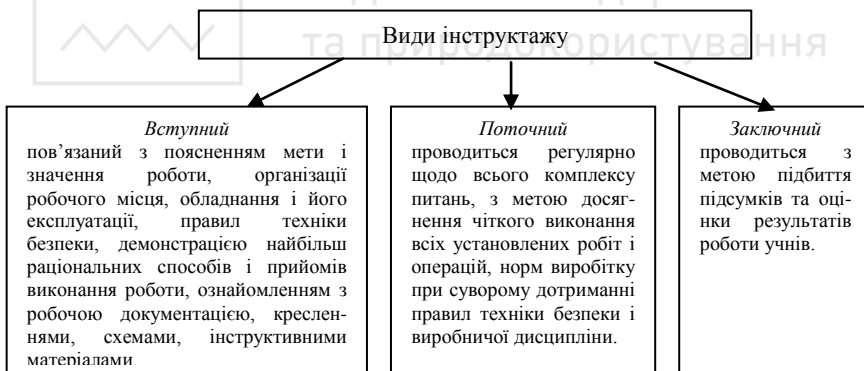 та природокористування
Види інструктажу
Вступний
пов’язаний з поясненням мети і
значення роботи, організації
робочого місця, обладнання і його
експлуатації, правил техніки
безпеки, демонстрацією найбільш
раціональних способів і прийомів
виконання роботи, ознайомленням з
робочою документацією, креслен-
нями, схемами, інструктивними
матеріалами.
Поточний
проводиться регулярно
щодо всього комплексу
питань, з метою досяг-
нення чіткого виконання
всіх установлених робіт і
операцій, норм виробітку
при суворому дотриманні
правил техніки безпеки і
виробничої дисципліни.
Заключний
проводиться з
метою підбиття
підсумків та оці-
нки результатів
роботи учнів.